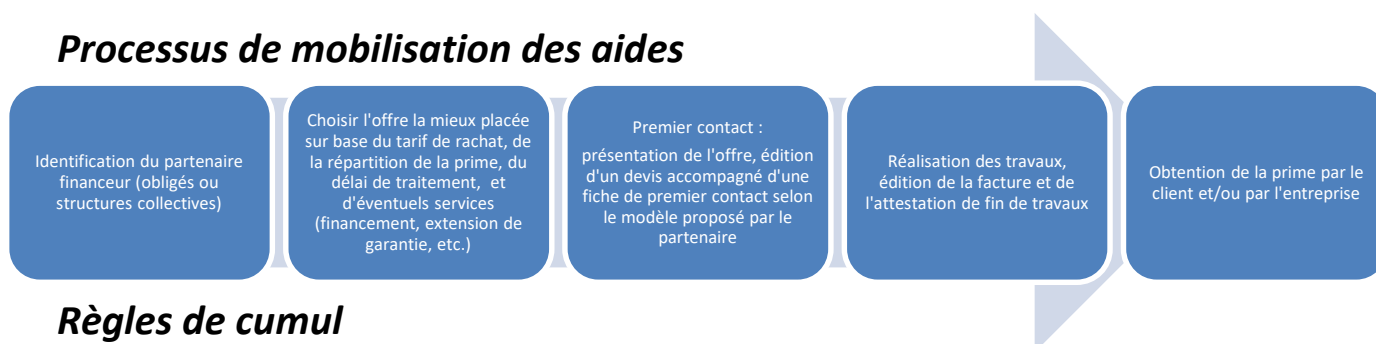 Processus de mobilisation des aides
Identification du partenaire
financeur (obligés ou
structures collectives)
Choisir l'offre la mieux placée
sur base du tarif de rachat, de
la répartition de la prime, du
délai de traitement, et
d'éventuels services
(financement, extension de
garantie, etc.)
Premier contact :
présentation de l'offre, édition
d'un devis accompagné d'une
fiche de premier contact selon
le modèle proposé par le
partenaire
Réalisation des travaux,
édition de la facture et de
l'attestation de fin de travaux
Obtention de la prime par le
client et/ou par l'entreprise
Règles de cumul